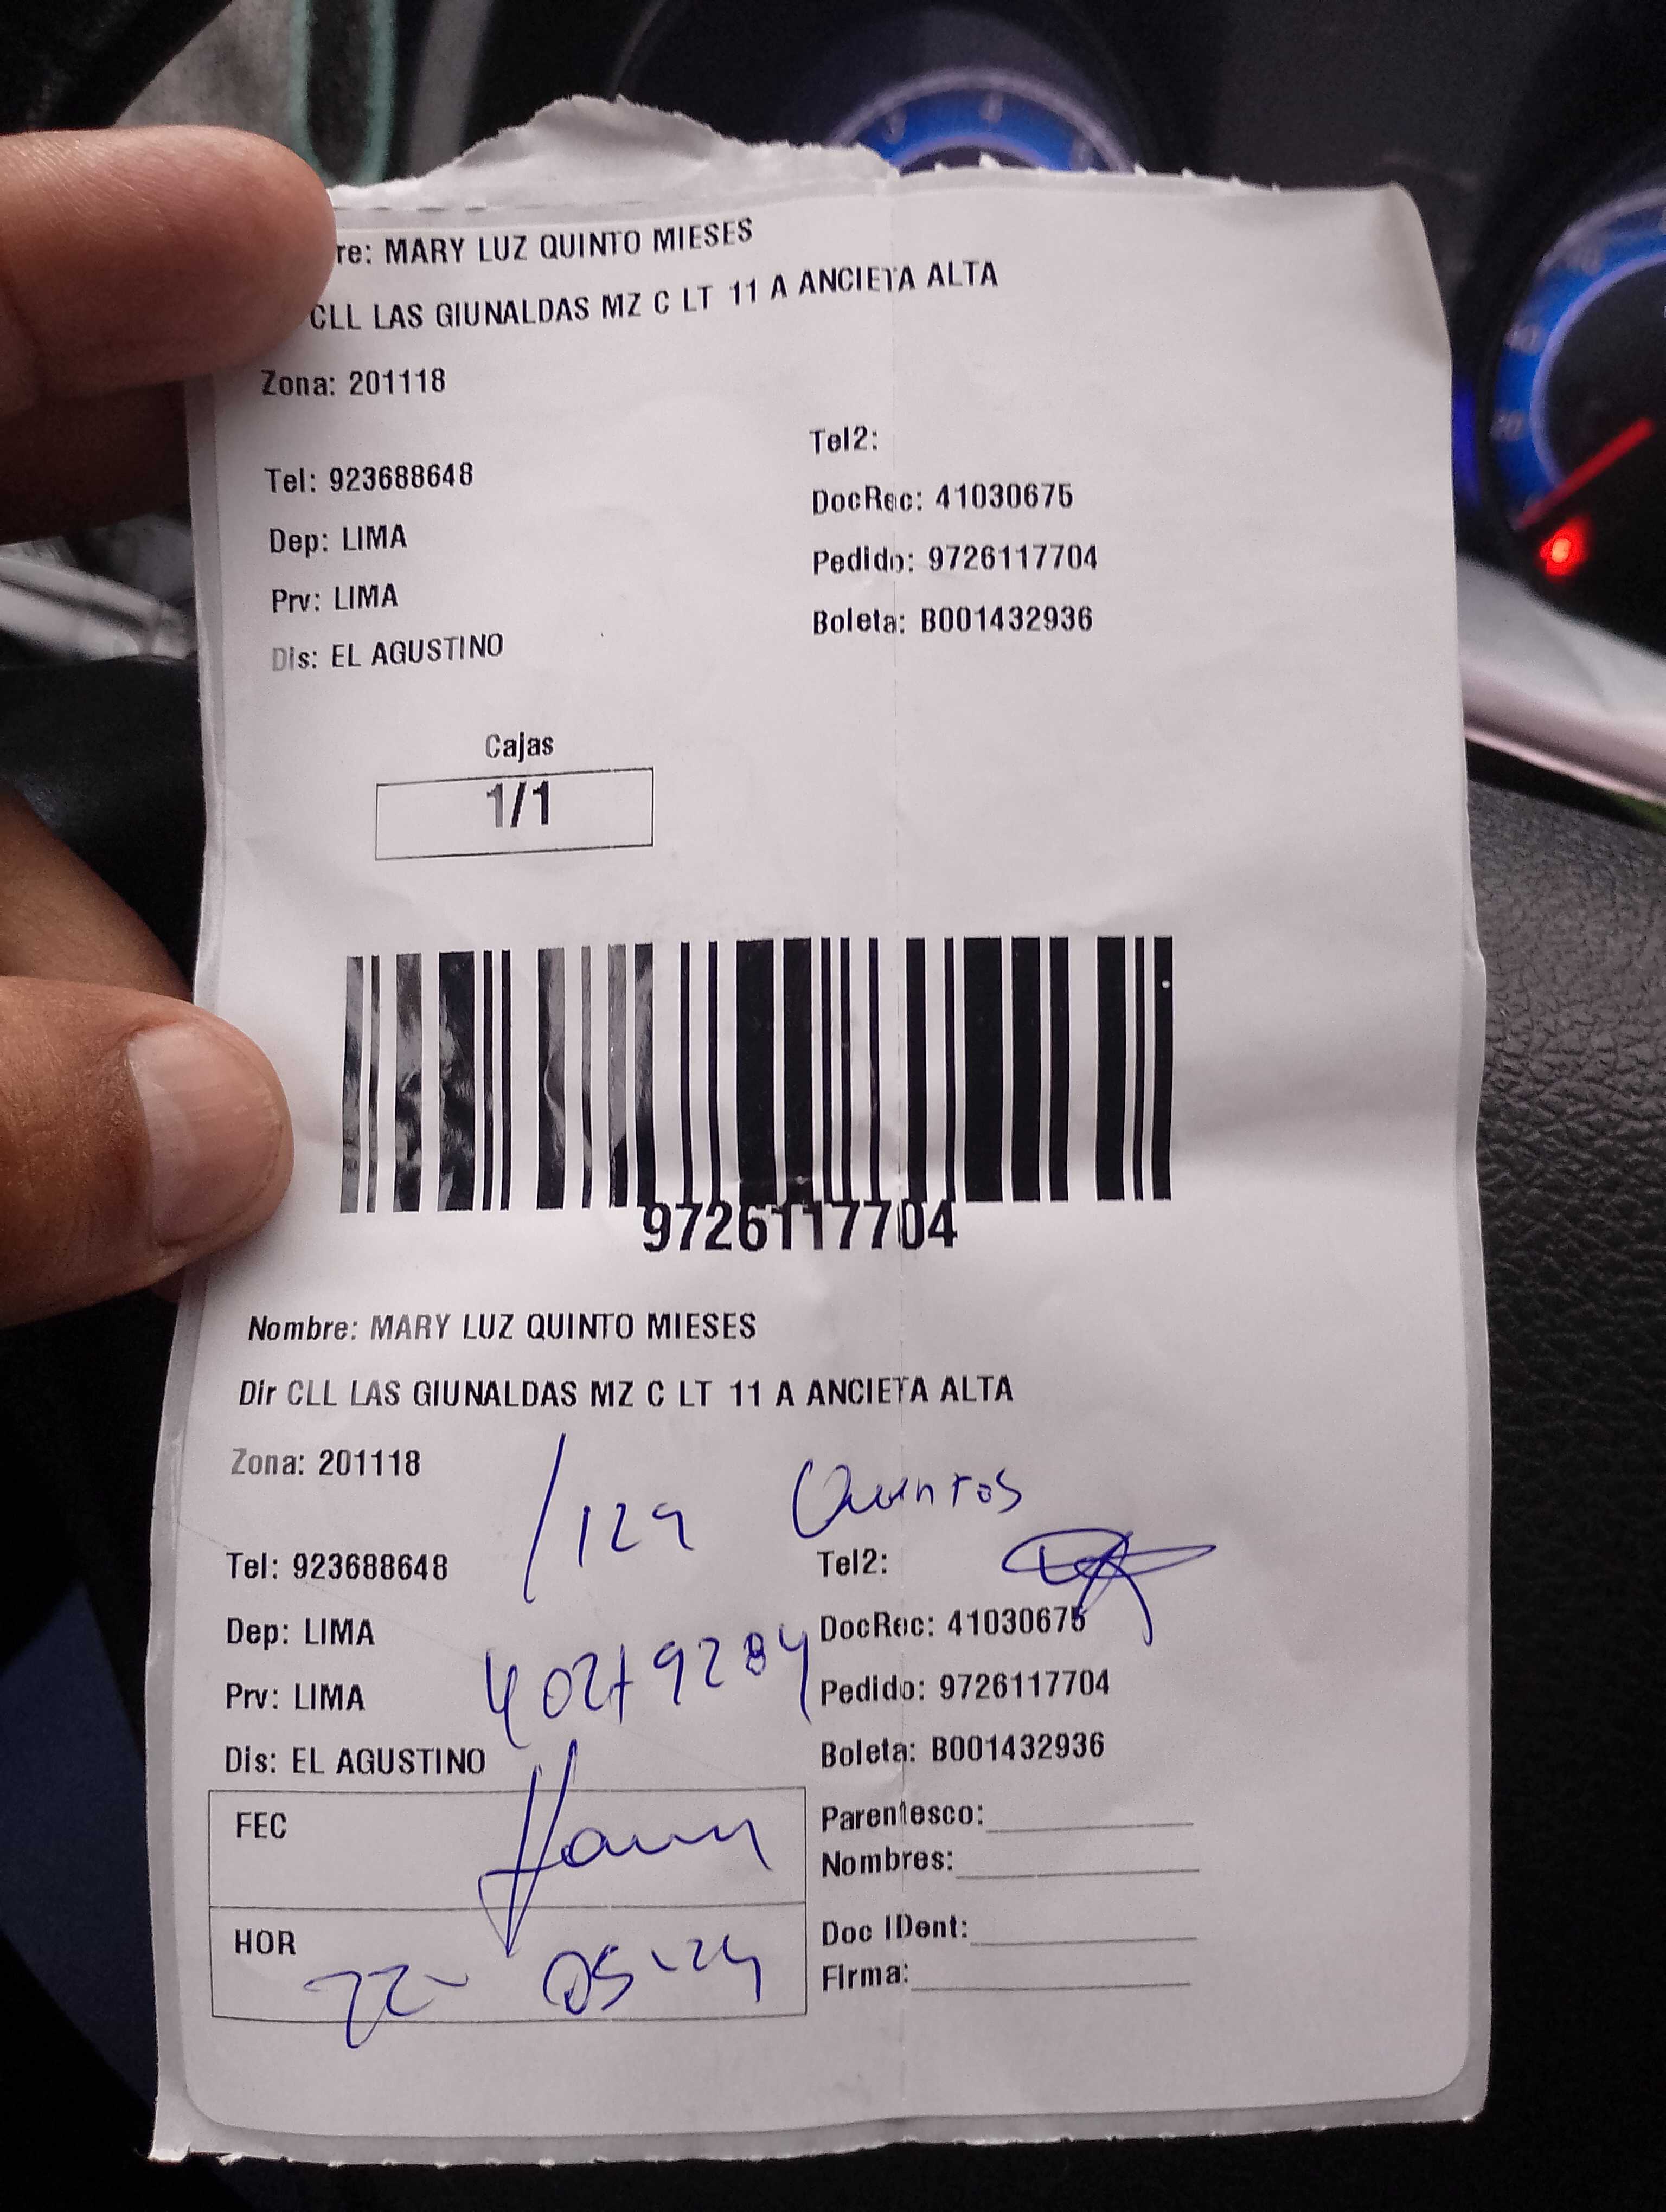 re: MARY LUZ QUINTO MIESES
CLL LAS GIUNALDAS MZ C LT 11 A ANCIETA ALTA
Zona: 201118
Tel2:
Tel: 923688648
DocRec: 41030675
Dep: LIMA
Pedido: 9726117704
Prv: LIMA
Boleta: B001432936
Dis: EL AGUSTINO
Cajas
1/1
9726117704
Nombre: MARY LUZ QUINTO MIESES
Dir CLL LAS GIUNALDAS MZ C LT 11 A ANCIETA ALTA
Zona: 201118
Tel: 923688648
Tel2:
Dep: LIMA
DocRec: 41030675
Prv: LIMA
Pedido: 9726117704
Dis: EL AGUSTINO
Boleta: B001432936
FEC
Parentesco:
Nombres:
HOR
22- 05-24
Doc IDent:
Firma: